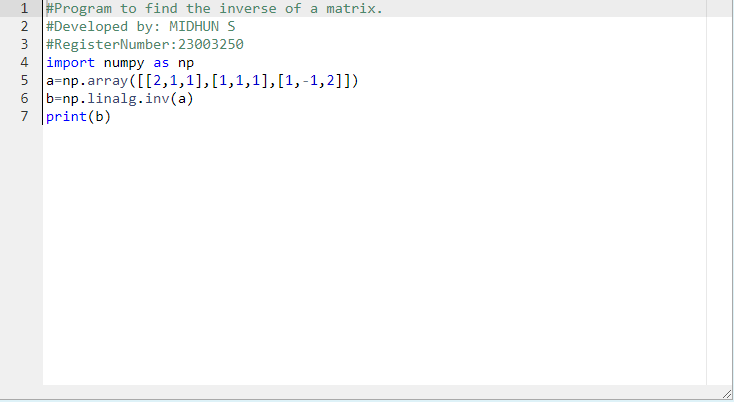 1 #Program to find the inverse of a matrix.
2 #Developed by: MIDHUN S
3 #RegisterNumber:23003250
4 import numpy as np
5 a=np.array([[2,1,1],[1,1,1],[1,-1,2]])
6 b=np.linalg.inv(a)
7 print(b)